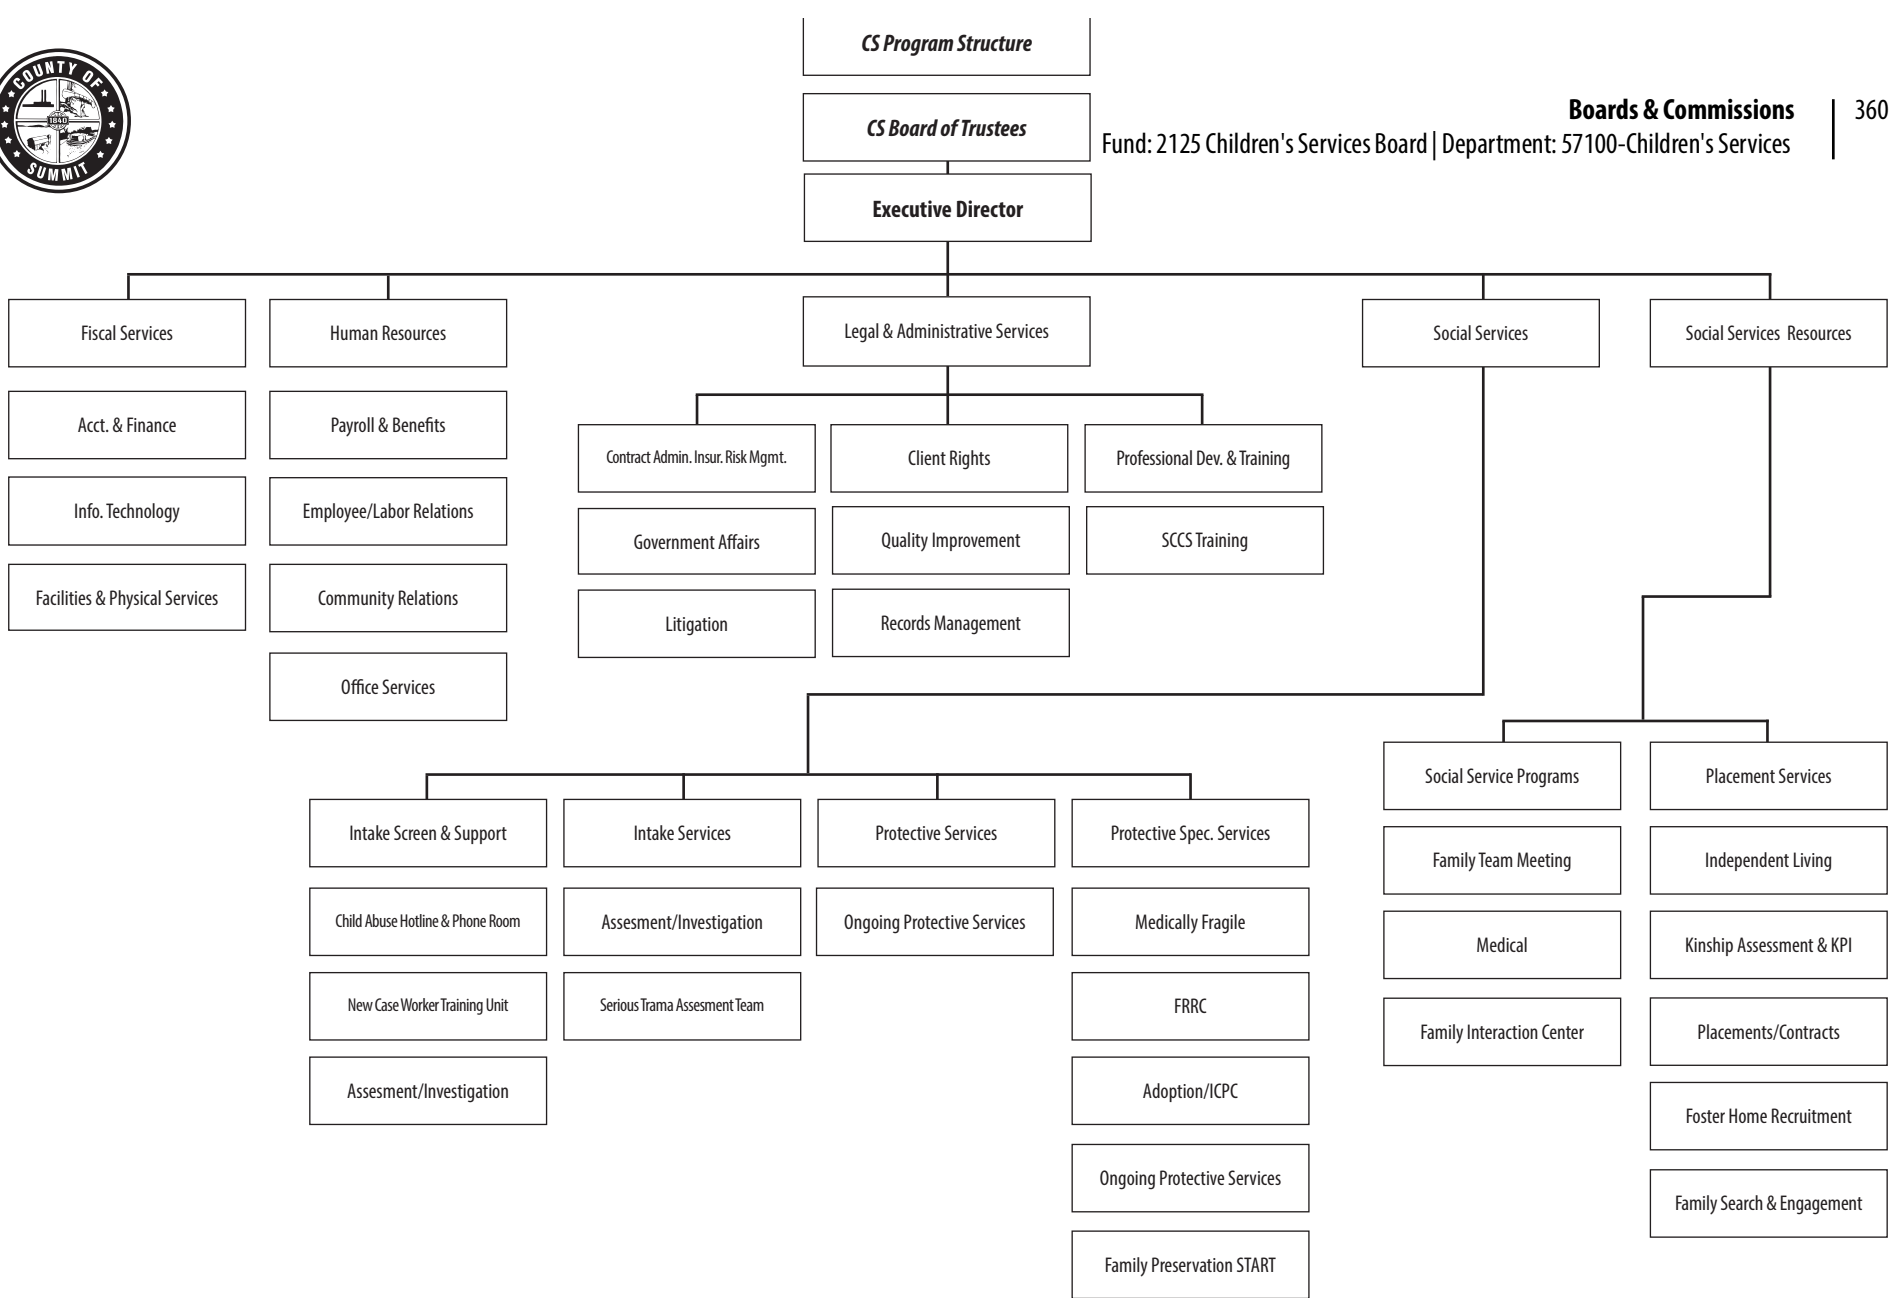 CS Program Structure
COUNTY OF
1840
SUMMIT
Boards & Commissions
360
CS Board of Trustees
Fund: 2125 Children's Services Board | Department: 57100-Children's Services
Executive Director
Fiscal Services
Human Resources
Legal & Administrative Services
Social Services
Social Services Resources
Acct. & Finance
Info. Technology
Facilities & Physical Services
Payroll & Benefits
Employee/Labor Relations
Community Relations
Office Services
Contract Admin. Insur. Risk Mgmt.
Government Affairs
Litigation
Client Rights
Quality Improvement
Records Management
Professional Dev. & Training
SCCS Training
Intake Screen & Support
Child Abuse Hotline & Phone Room
New Case Worker Training Unit
Assesment/Investigation
Intake Services
Assesment/Investigation
Serious Trama Assesment Team
Protective Services
Ongoing Protective Services
Protective Spec. Services
Medically Fragile
FRRC
Adoption/ICPC
Ongoing Protective Services
Family Preservation START
Social Service Programs
Family Team Meeting
Medical
Family Interaction Center
Placement Services
Independent Living
Kinship Assessment & KPI
Placements/Contracts
Foster Home Recruitment
Family Search & Engagement